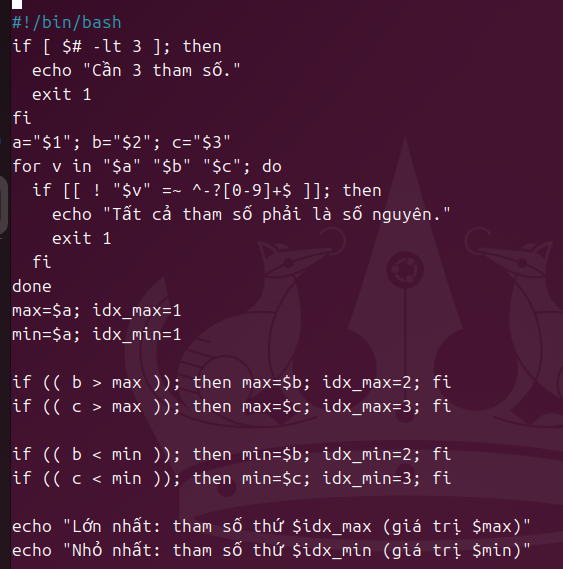 #!/bin/bash
if [ $# -lt 3 ]; then
  echo "Cần 3 tham số."
  exit 1
fi
a="$1"; b="$2"; c="$3"
for v in "$a" "$b" "$c"; do
  if [[ ! "$v" =~ ^-?[0-9]+$ ]]; then
    echo "Tất cả tham số phải là số nguyên."
    exit 1
  fi
done
max=$a; idx_max=1
min=$a; idx_min=1

if (( b > max )); then max=$b; idx_max=2; fi
if (( c > max )); then max=$c; idx_max=3; fi

if (( b < min )); then min=$b; idx_min=2; fi
if (( c < min )); then min=$c; idx_min=3; fi

echo "Lớn nhất: tham số thứ $idx_max (giá trị $max)"
echo "Nhỏ nhất: tham số thứ $idx_min (giá trị $min)"